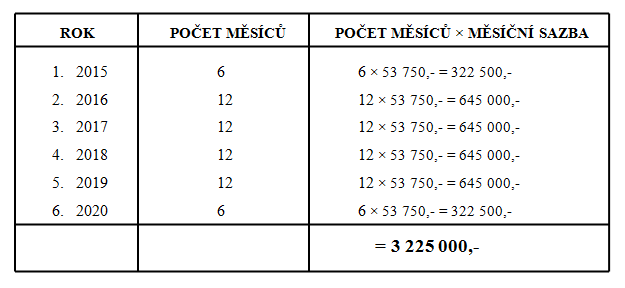 ROK POČET MĚSÍCŮ POČET MĚSÍCŮ × MĚSÍČNÍ SAZBA
1. 2015 6 6 × 53 750,- = 322 500,-
2. 2016 12 12 × 53 750,- = 645 000,-
3. 2017 12 12 × 53 750,- = 645 000,-
4. 2018 12 12 × 53 750,- = 645 000,-
5. 2019 12 12 × 53 750,- = 645 000,-
6. 2020 6 6 × 53 750,- = 322 500,-
= 3 225 000,-